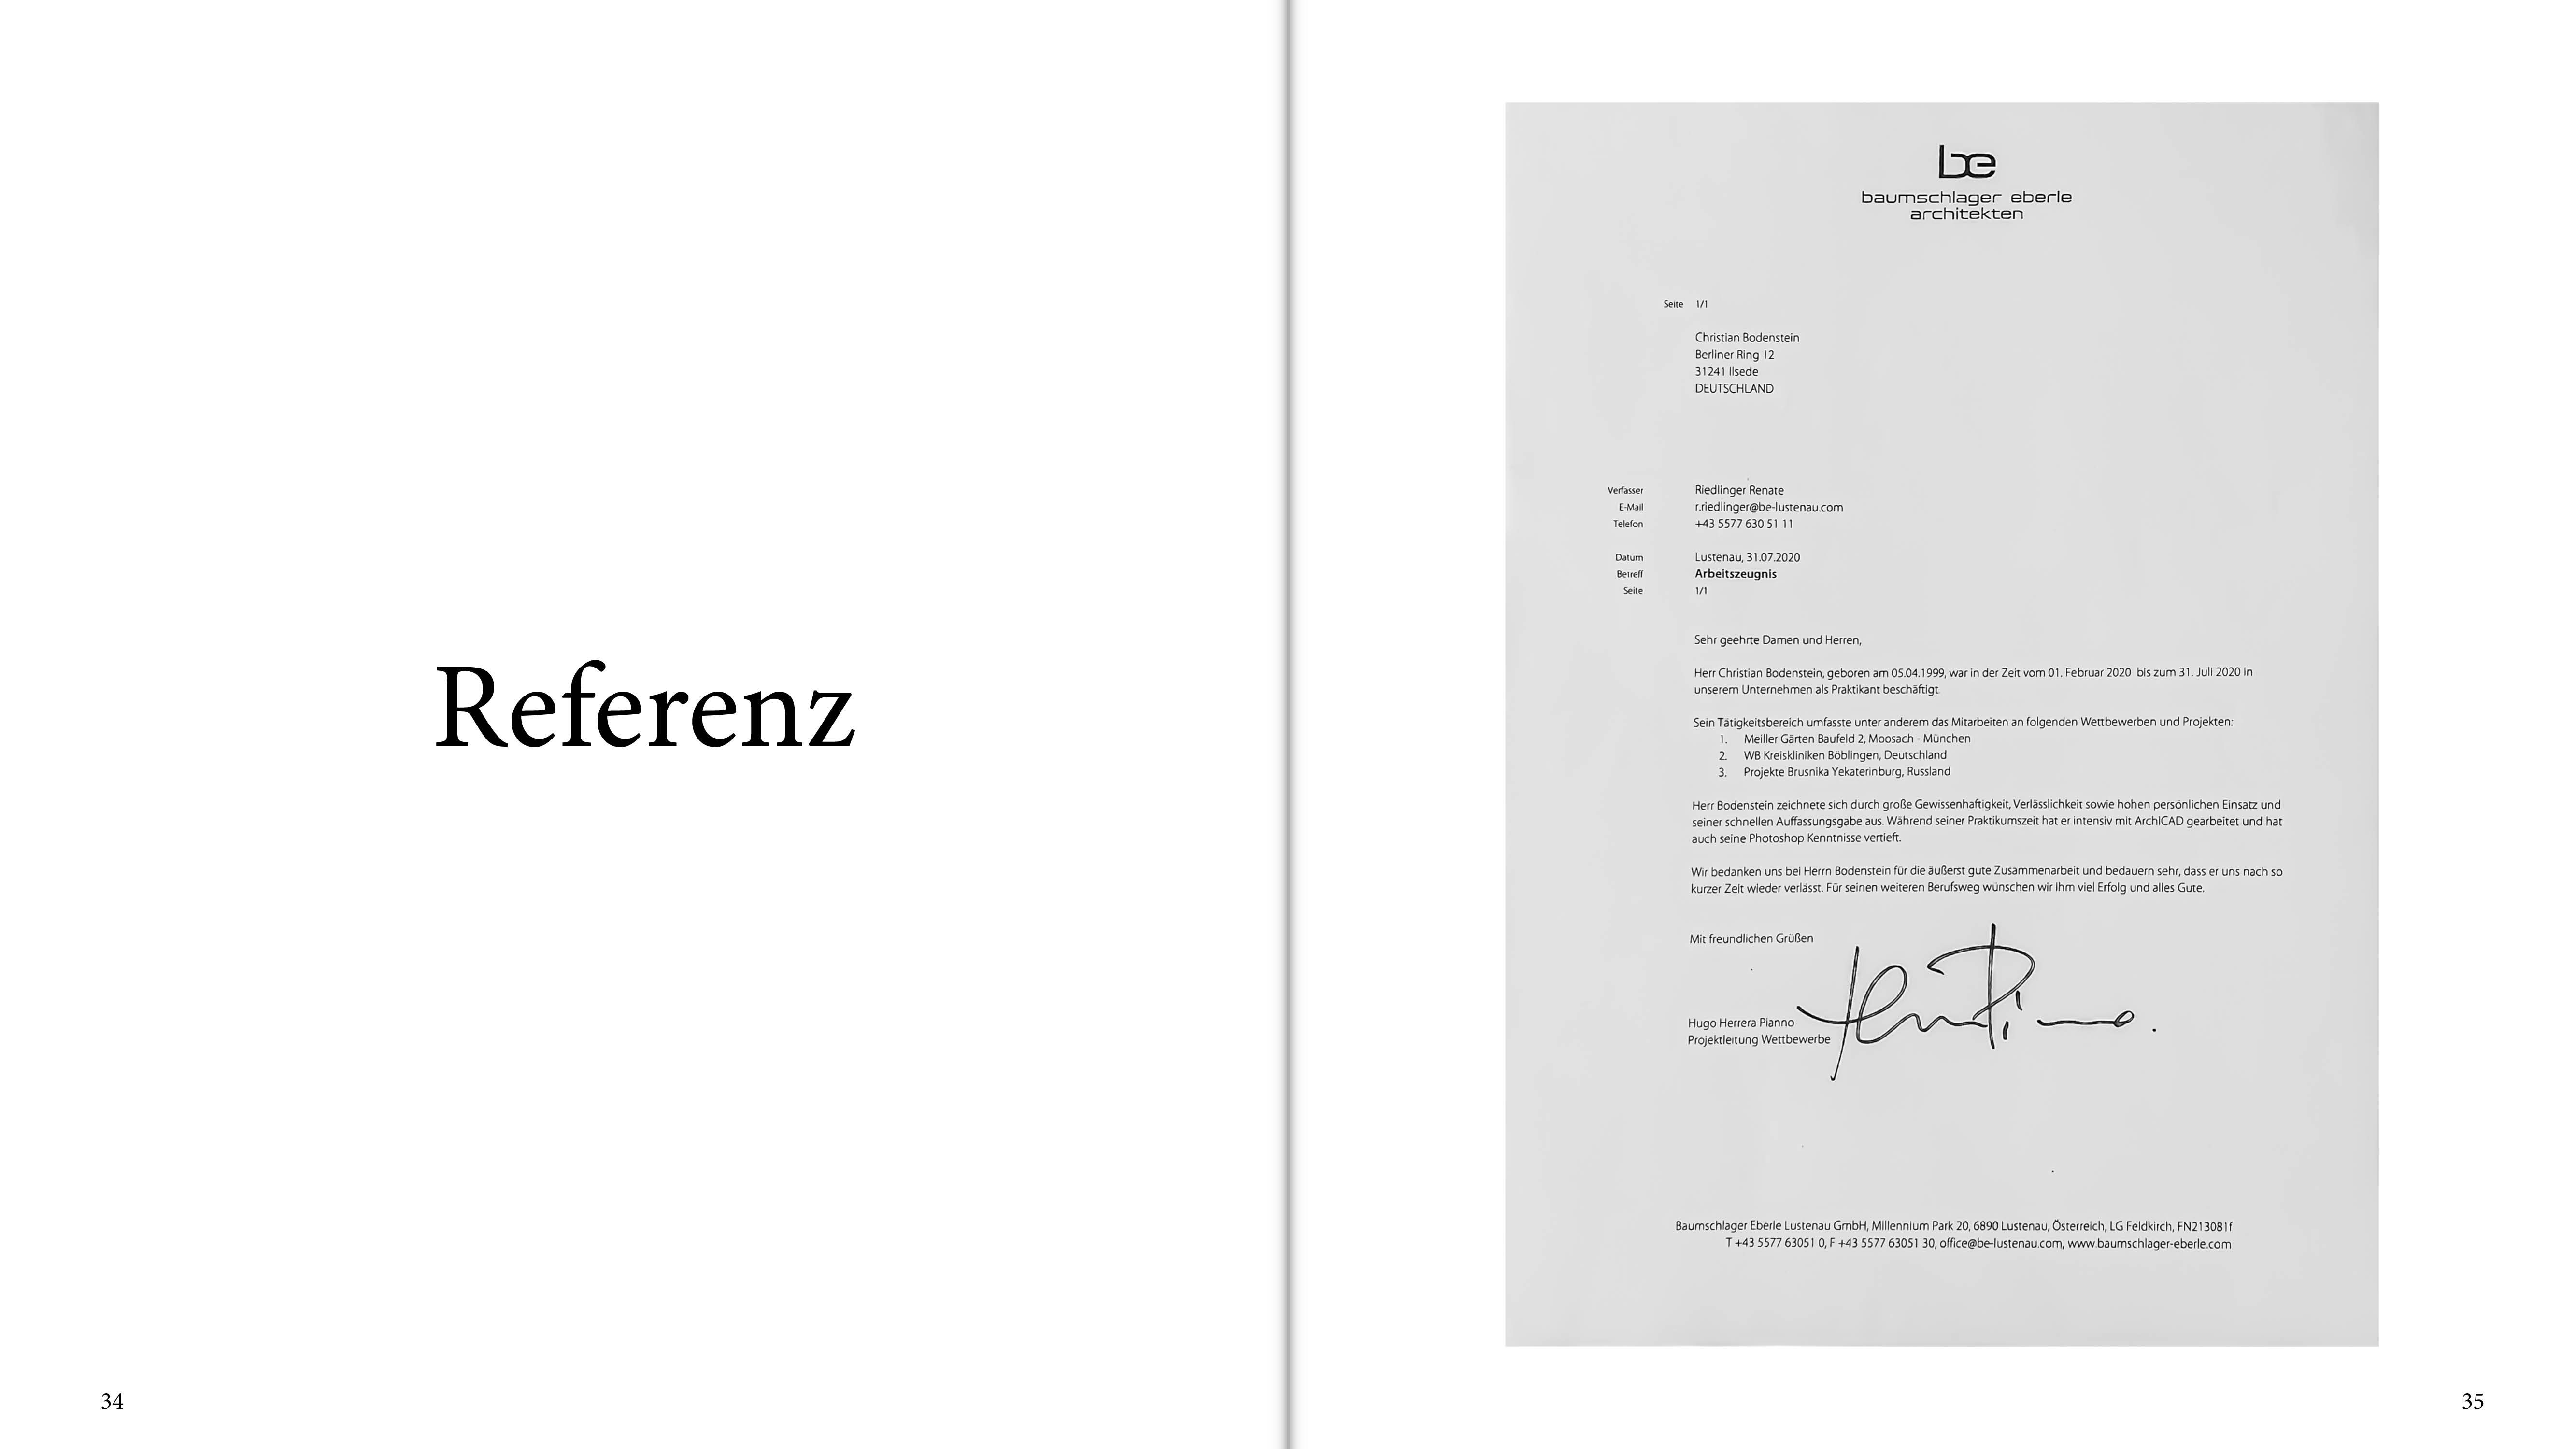 Referenz
34
be
baumschlager eberle
architekten
Seite 1/1
Christian Bodenstein
Berliner Ring 12
31241 Ilsede
DEUTSCHLAND
Verfasser Riedlinger Renate
E-Mail r.riedlinger@be-lustenau.com
Telefon +43 5577 630 51 11
Datum Lustenau, 31.07.2020
Betreff Arbeitszeugnis
Seite 1/1
Sehr geehrte Damen und Herren,
Herr Christian Bodenstein, geboren am 05.04.1999, war in der Zeit vom 01. Februar 2020 bis zum 31. Juli 2020 in
unserem Unternehmen als Praktikant beschäftigt.
Sein Tätigkeitsbereich umfasste unter anderem das Mitarbeiten an folgenden Wettbewerben und Projekten:
1. Meiller Gärten Baufeld 2, Moosach - München
2. WB Kreiskliniken Böblingen, Deutschland
3. Projekte Brusnika Yekaterinburg, Russland
Herr Bodenstein zeichnete sich durch große Gewissenhaftigkeit, Verlässlichkeit sowie hohen persönlichen Einsatz und
seiner schnellen Auffassungsgabe aus. Während seiner Praktikumszeit hat er intensiv mit ArchiCAD gearbeitet und hat
auch seine Photoshop Kenntnisse vertieft.
Wir bedanken uns bei Herrn Bodenstein für die äußerst gute Zusammenarbeit und bedauern sehr, dass er uns nach so
kurzer Zeit wieder verlässt. Für seinen weiteren Berufsweg wünschen wir ihm viel Erfolg und alles Gute.
Mit freundlichen Grüßen
Hugo Herrera Pianno
Projektleitung Wettbewerbe
Baumschlager Eberle Lustenau GmbH, Millennium Park 20, 6890 Lustenau, Österreich, LG Feldkirch, FN213081f
T +43 5577 63051 0, F +43 5577 63051 30, office@be-lustenau.com, www.baumschlager-eberle.com
35